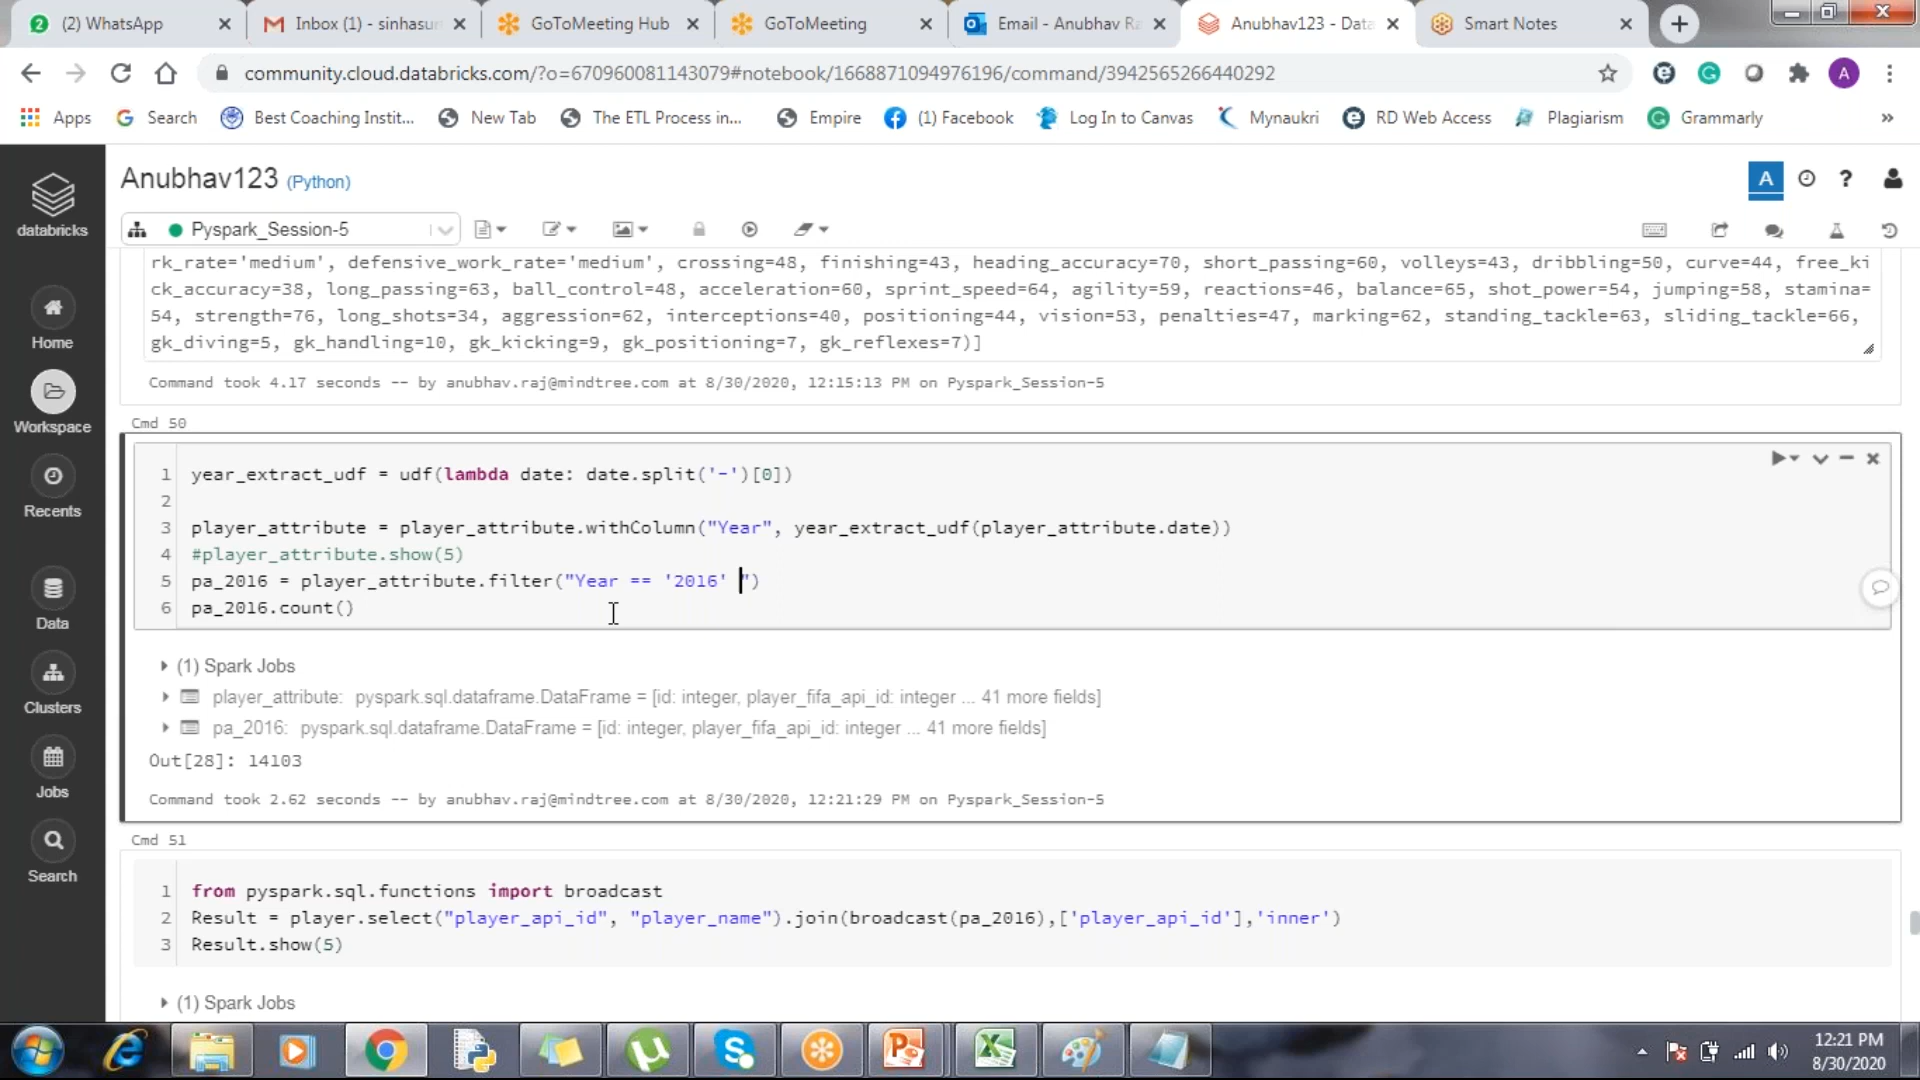 (2) WhatsApp
Inbox (1) - sinhasur
GoToMeeting Hub
GoToMeeting
Email - Anubhav Ra
Anubhav123 - Data
Smart Notes
community.cloud.databricks.com/?o=670960081143079#notebook/1668871094976196/command/3942565266440292
A
Apps
Search
Best Coaching Instit...
New Tab
The ETL Process in...
Empire
(1) Facebook
Log In to Canvas
Mynaukri
RD Web Access
Plagiarism
Grammarly
»
databricks
Home
Workspace
Recents
Data
Clusters
Jobs
Search
Anubhav123 (Python)
A
?
Pyspark_Session-5
rk_rate='medium', defensive_work_rate='medium', crossing=48, finishing=43, heading_accuracy=70, short_passing=60, volleys=43, dribbling=50, curve=44, free_ki
ck_accuracy=38, long_passing=63, ball_control=48, acceleration=60, sprint_speed=64, agility=59, reactions=46, balance=65, shot_power=54, jumping=58, stamina=
54, strength=76, long_shots=34, aggression=62, interceptions=40, positioning=44, vision=53, penalties=47, marking=62, standing_tackle=63, sliding_tackle=66,
gk_diving=5, gk_handling=10, gk_kicking=9, gk_positioning=7, gk_reflexes=7)]
Command took 4.17 seconds -- by anubhav.raj@mindtree.com at 8/30/2020, 12:15:13 PM on Pyspark_Session-5
Cmd 50
1 year_extract_udf = udf(lambda date: date.split('-')[0])
2
3 player_attribute = player_attribute.withColumn("Year", year_extract_udf(player_attribute.date))
4 #player_attribute.show(5)
5 pa_2016 = player_attribute.filter("Year == '2016' ")
6 pa_2016.count()
(1) Spark Jobs
player_attribute: pyspark.sql.dataframe.DataFrame = [id: integer, player_fifa_api_id: integer ... 41 more fields]
pa_2016: pyspark.sql.dataframe.DataFrame = [id: integer, player_fifa_api_id: integer ... 41 more fields]
Out[28]: 14103
Command took 2.62 seconds -- by anubhav.raj@mindtree.com at 8/30/2020, 12:21:29 PM on Pyspark_Session-5
Cmd 51
1 from pyspark.sql.functions import broadcast
2 Result = player.select("player_api_id", "player_name").join(broadcast(pa_2016),['player_api_id'],'inner')
3 Result.show(5)
(1) Spark Jobs
12:21 PM
8/30/2020